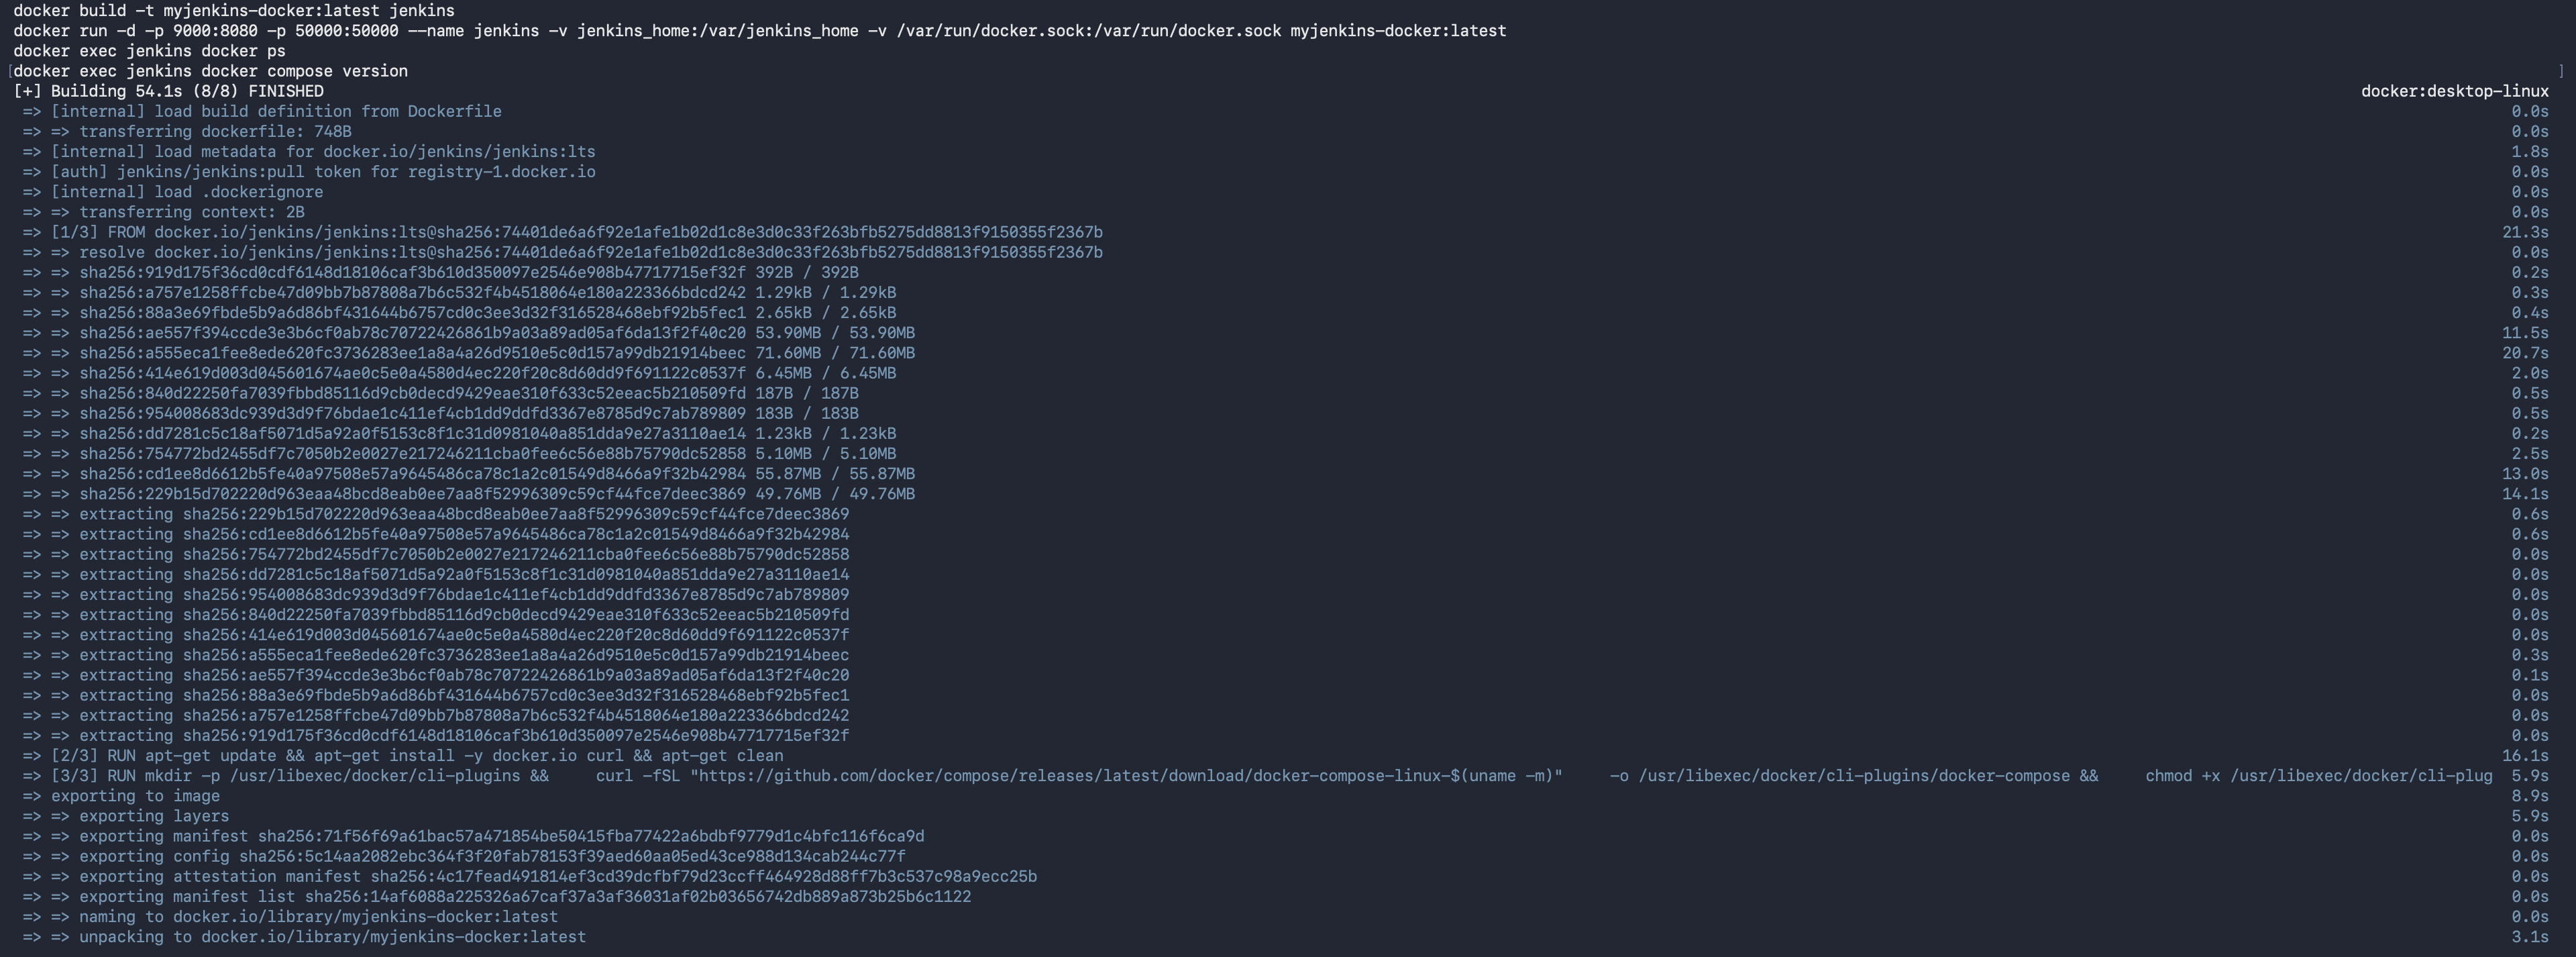 docker build -t myjenkins-docker:latest jenkins
docker run -d -p 9000:8080 -p 50000:50000 --name jenkins -v jenkins_home:/var/jenkins_home -v /var/run/docker.sock:/var/run/docker.sock myjenkins-docker:latest
docker exec jenkins docker ps
[docker exec jenkins docker compose version ]
[+] Building 54.1s (8/8) FINISHED docker:desktop-linux
=> [internal] load build definition from Dockerfile 0.0s
=> => transferring dockerfile: 748B 0.0s
=> [internal] load metadata for docker.io/jenkins/jenkins:lts 1.8s
=> [auth] jenkins/jenkins:pull token for registry-1.docker.io 0.0s
=> [internal] load .dockerignore 0.0s
=> => transferring context: 2B 0.0s
=> [1/3] FROM docker.io/jenkins/jenkins:lts@sha256:74401de6a6f92e1afe1b02d1c8e3d0c33f263bfb5275dd8813f9150355f2367b 21.3s
=> => resolve docker.io/jenkins/jenkins:lts@sha256:74401de6a6f92e1afe1b02d1c8e3d0c33f263bfb5275dd8813f9150355f2367b 0.0s
=> => sha256:919d175f36cd0cdf6148d18106caf3b610d350097e2546e908b47717715ef32f 392B / 392B 0.2s
=> => sha256:a757e1258ffcbe47d09bb7b87808a7b6c532f4b4518064e180a223366bdcd242 1.29kB / 1.29kB 0.3s
=> => sha256:88a3e69fbde5b9a6d86bf431644b6757cd0c3ee3d32f316528468ebf92b5fec1 2.65kB / 2.65kB 0.4s
=> => sha256:ae557f394ccde3e3b6cf0ab78c70722426861b9a03a89ad05af6da13f2f40c20 53.90MB / 53.90MB 11.5s
=> => sha256:a555eca1fee8ede620fc3736283ee1a8a4a26d9510e5c0d157a99db21914beec 71.60MB / 71.60MB 20.7s
=> => sha256:414e619d003d045601674ae0c5e0a4580d4ec220f20c8d60dd9f691122c0537f 6.45MB / 6.45MB 2.0s
=> => sha256:840d22250fa7039fbbd85116d9cb0decd9429eae310f633c52eeac5b210509fd 187B / 187B 0.5s
=> => sha256:954008683dc939d3d9f76bdae1c411ef4cb1dd9ddfd3367e8785d9c7ab789809 183B / 183B 0.5s
=> => sha256:dd7281c5c18af5071d5a92a0f5153c8f1c31d0981040a851dda9e27a3110ae14 1.23kB / 1.23kB 0.2s
=> => sha256:754772bd2455df7c7050b2e0027e217246211cba0fee6c56e88b75790dc52858 5.10MB / 5.10MB 2.5s
=> => sha256:cd1ee8d6612b5fe40a97508e57a9645486ca78c1a2c01549d8466a9f32b42984 55.87MB / 55.87MB 13.0s
=> => sha256:229b15d702220d963eaa48bcd8eab0ee7aa8f52996309c59cf44fce7deec3869 49.76MB / 49.76MB 14.1s
=> => extracting sha256:229b15d702220d963eaa48bcd8eab0ee7aa8f52996309c59cf44fce7deec3869 0.6s
=> => extracting sha256:cd1ee8d6612b5fe40a97508e57a9645486ca78c1a2c01549d8466a9f32b42984 0.6s
=> => extracting sha256:754772bd2455df7c7050b2e0027e217246211cba0fee6c56e88b75790dc52858 0.0s
=> => extracting sha256:dd7281c5c18af5071d5a92a0f5153c8f1c31d0981040a851dda9e27a3110ae14 0.0s
=> => extracting sha256:954008683dc939d3d9f76bdae1c411ef4cb1dd9ddfd3367e8785d9c7ab789809 0.0s
=> => extracting sha256:840d22250fa7039fbbd85116d9cb0decd9429eae310f633c52eeac5b210509fd 0.0s
=> => extracting sha256:414e619d003d045601674ae0c5e0a4580d4ec220f20c8d60dd9f691122c0537f 0.0s
=> => extracting sha256:a555eca1fee8ede620fc3736283ee1a8a4a26d9510e5c0d157a99db21914beec 0.3s
=> => extracting sha256:ae557f394ccde3e3b6cf0ab78c70722426861b9a03a89ad05af6da13f2f40c20 0.1s
=> => extracting sha256:88a3e69fbde5b9a6d86bf431644b6757cd0c3ee3d32f316528468ebf92b5fec1 0.0s
=> => extracting sha256:a757e1258ffcbe47d09bb7b87808a7b6c532f4b4518064e180a223366bdcd242 0.0s
=> => extracting sha256:919d175f36cd0cdf6148d18106caf3b610d350097e2546e908b47717715ef32f 0.0s
=> [2/3] RUN apt-get update && apt-get install -y docker.io curl && apt-get clean 16.1s
=> [3/3] RUN mkdir -p /usr/libexec/docker/cli-plugins && curl -fSL "https://github.com/docker/compose/releases/latest/download/docker-compose-linux-$(uname -m)" -o /usr/libexec/docker/cli-plugins/docker-compose && chmod +x /usr/libexec/docker/cli-plug 5.9s
=> exporting to image 8.9s
=> => exporting layers 5.9s
=> => exporting manifest sha256:71f56f69a61bac57a471854be50415fba77422a6bdbf9779d1c4bfc116f6ca9d 0.0s
=> => exporting config sha256:5c14aa2082ebc364f3f20fab78153f39aed60aa05ed43ce988d134cab244c77f 0.0s
=> => exporting attestation manifest sha256:4c17fead491814ef3cd39dcfbf79d23ccff464928d88ff7b3c537c98a9ecc25b 0.0s
=> => exporting manifest list sha256:14af6088a225326a67caf37a3af36031af02b03656742db889a873b25b6c1122 0.0s
=> => naming to docker.io/library/myjenkins-docker:latest 0.0s
=> => unpacking to docker.io/library/myjenkins-docker:latest 3.1s